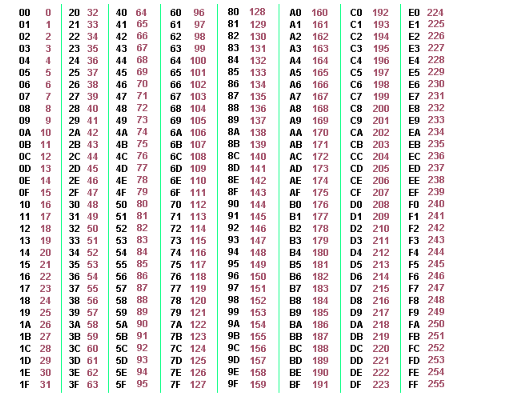 00 0 20 32 40 64 60 96 80 128 A0 160 C0 192 E0 224
01 1 21 33 41 65 61 97 81 129 A1 161 C1 193 E1 225
02 2 22 34 42 66 62 98 82 130 A2 162 C2 194 E2 226
03 3 23 35 43 67 63 99 83 131 A3 163 C3 195 E3 227
04 4 24 36 44 68 64 100 84 132 A4 164 C4 196 E4 228
05 5 25 37 45 69 65 101 85 133 A5 165 C5 197 E5 229
06 6 26 38 46 70 66 102 86 134 A6 166 C6 198 E6 230
07 7 27 39 47 71 67 103 87 135 A7 167 C7 199 E7 231
08 8 28 40 48 72 68 104 88 136 A8 168 C8 200 E8 232
09 9 29 41 49 73 69 105 89 137 A9 169 C9 201 E9 233
0A 10 2A 42 4A 74 6A 106 8A 138 AA 170 CA 202 EA 234
0B 11 2B 43 4B 75 6B 107 8B 139 AB 171 CB 203 EB 235
0C 12 2C 44 4C 76 6C 108 8C 140 AC 172 CC 204 EC 236
0D 13 2D 45 4D 77 6D 109 8D 141 AD 173 CD 205 ED 237
0E 14 2E 46 4E 78 6E 110 8E 142 AE 174 CE 206 EE 238
0F 15 2F 47 4F 79 6F 111 8F 143 AF 175 CF 207 EF 239
10 16 30 48 50 80 70 112 90 144 B0 176 D0 208 F0 240
11 17 31 49 51 81 71 113 91 145 B1 177 D1 209 F1 241
12 18 32 50 52 82 72 114 92 146 B2 178 D2 210 F2 242
13 19 33 51 53 83 73 115 93 147 B3 179 D3 211 F3 243
14 20 34 52 54 84 74 116 94 148 B4 180 D4 212 F4 244
15 21 35 53 55 85 75 117 95 149 B5 181 D5 213 F5 245
16 22 36 54 56 86 76 118 96 150 B6 182 D6 214 F6 246
17 23 37 55 57 87 77 119 97 151 B7 183 D7 215 F7 247
18 24 38 56 58 88 78 120 98 152 B8 184 D8 216 F8 248
19 25 39 57 59 89 79 121 99 153 B9 185 D9 217 F9 249
1A 26 3A 58 5A 90 7A 122 9A 154 BA 186 DA 218 FA 250
1B 27 3B 59 5B 91 7B 123 9B 155 BB 187 DB 219 FB 251
1C 28 3C 60 5C 92 7C 124 9C 156 BC 188 DC 220 FC 252
1D 29 3D 61 5D 93 7D 125 9D 157 BD 189 DD 221 FD 253
1E 30 3E 62 5E 94 7E 126 9E 158 BE 190 DE 222 FE 254
1F 31 3F 63 5F 95 7F 127 9F 159 BF 191 DF 223 FF 255